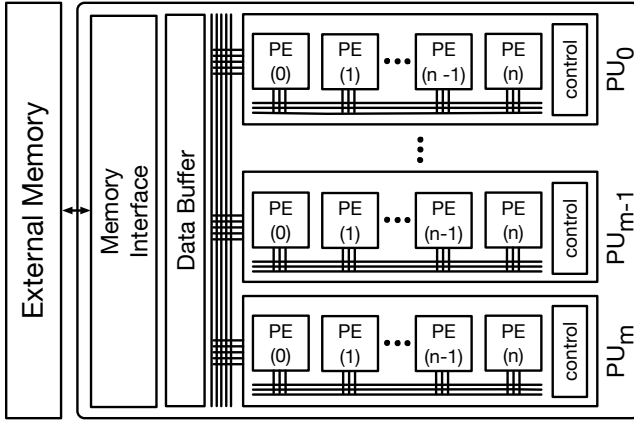 External Memory
Memory
Interface
Data Buffer
PE PE PE PE
(0) (1) ••• (n -1) (n)
control
PU0
•••
PE PE PE PE
(0) (1) ••• (n-1) (n)
control
PUm-1
PE PE PE PE
(0) (1) ••• (n-1) (n)
control
PUm